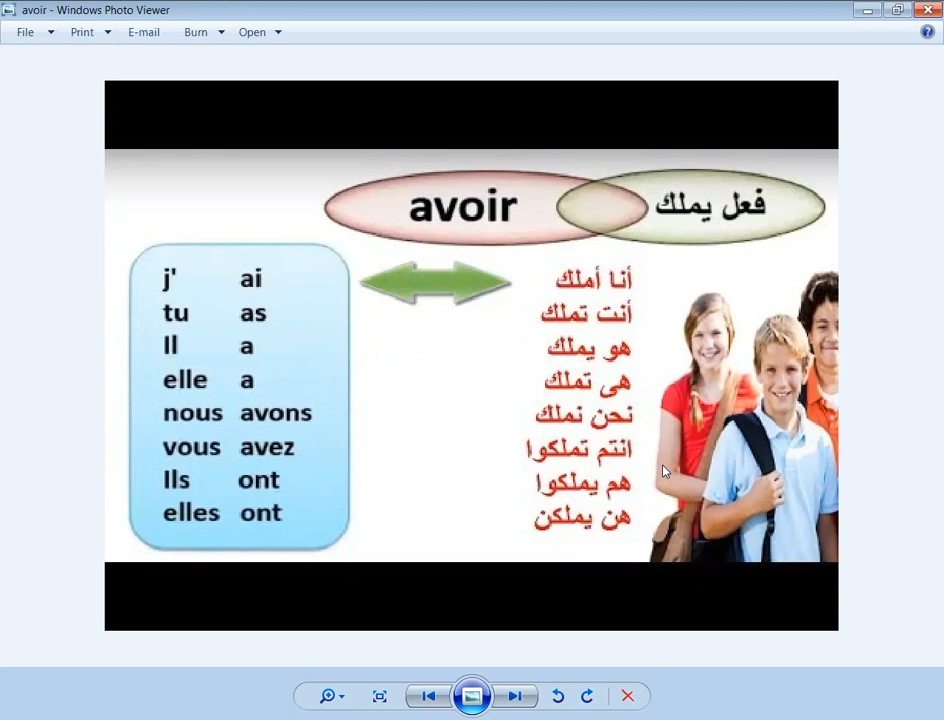 avoir - Windows Photo Viewer
File Print E-mail Burn Open
avoir فعل يملك
j' ai أنا أملك
tu as أنت تملك
Il a هو يملك
elle a هى تملك
nous avons نحن نملك
vous avez انتم تملكوا
Ils ont هم يملكوا
elles ont هن يملكن